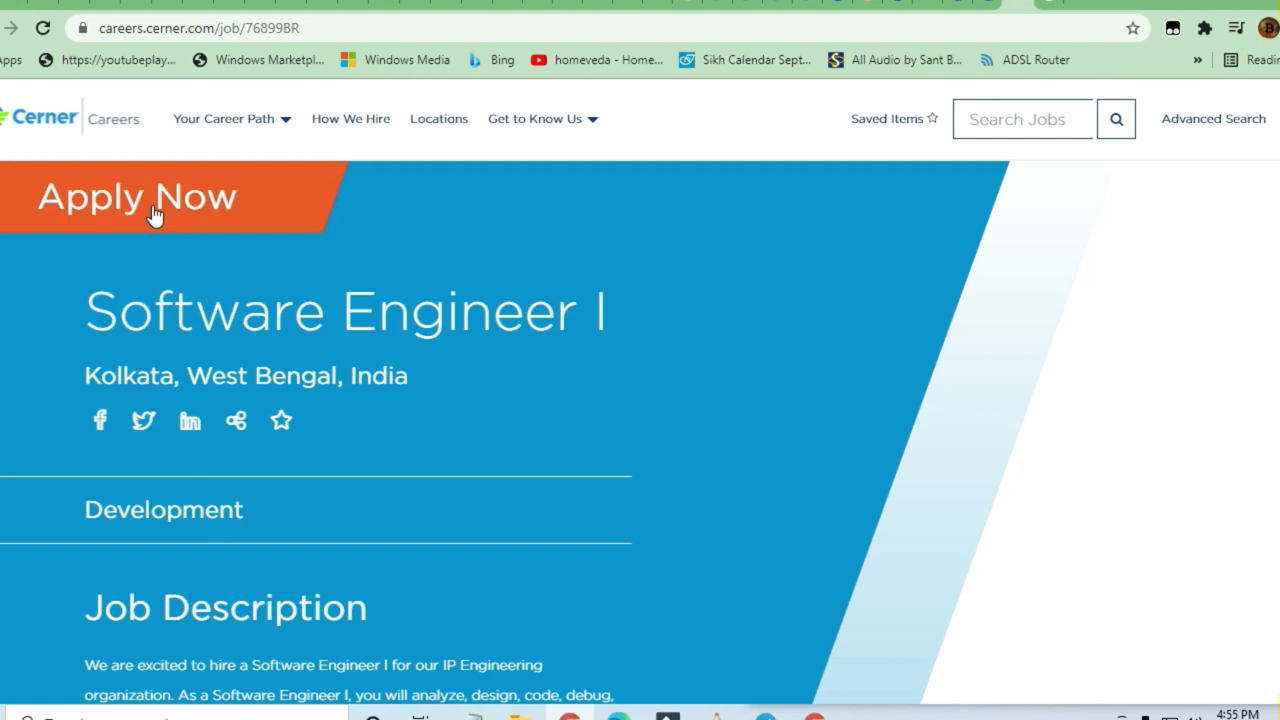 careers.cerner.com/job/76899BR
https://youtubeplay... Windows Marketpl... Windows Media Bing homeveda - Home... Sikh Calendar Sept... All Audio by Sant B... ADSL Router »
Cerner Careers Your Career Path How We Hire Locations Get to Know Us Saved Items Search Jobs Advanced Search
Apply Now
Software Engineer I
Kolkata, West Bengal, India
Development
Job Description
We are excited to hire a Software Engineer I for our IP Engineering
organization. As a Software Engineer I, you will analyze, design, code, debug,
4:55 PM